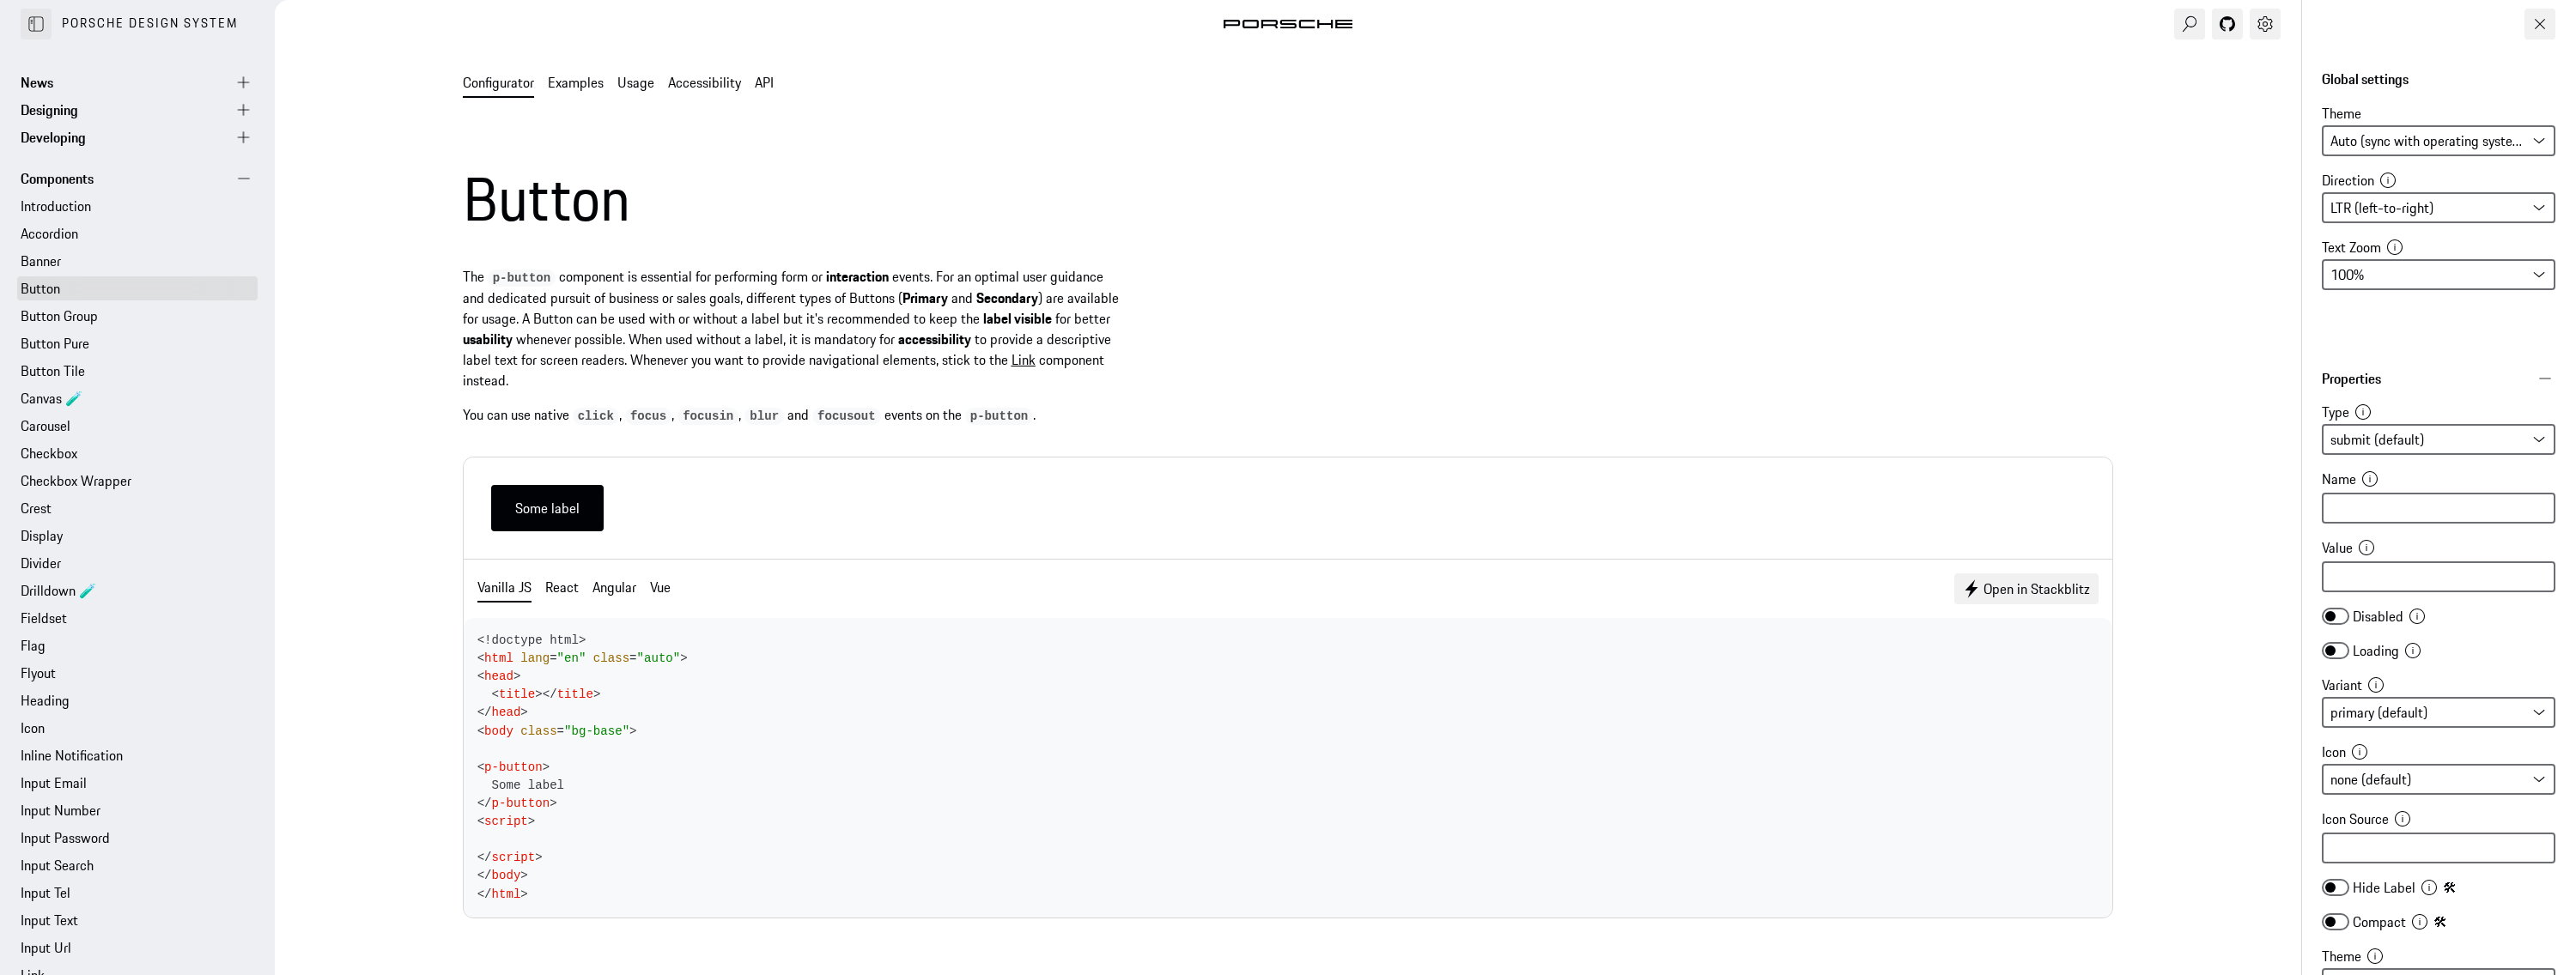 PORSCHE DESIGN SYSTEM
News
Designing
Developing
Components
Introduction
Accordion
Banner
Button
Button Group
Button Pure
Button Tile
Canvas 🧪
Carousel
Checkbox
Checkbox Wrapper
Crest
Display
Divider
Drilldown 🧪
Fieldset
Flag
Flyout
Heading
Icon
Inline Notification
Input Email
Input Number
Input Password
Input Search
Input Tel
Input Text
Input Url
Link
PORSCHE
Configurator Examples Usage Accessibility API
Button
The p-button component is essential for performing form or interaction events. For an optimal user guidance
and dedicated pursuit of business or sales goals, different types of Buttons (Primary and Secondary) are available
for usage. A Button can be used with or without a label but it's recommended to keep the label visible for better
usability whenever possible. When used without a label, it is mandatory for accessibility to provide a descriptive
label text for screen readers. Whenever you want to provide navigational elements, stick to the Link component
instead.
You can use native click, focus, focusin, blur and focusout events on the p-button.
Some label
Vanilla JS React Angular Vue
Open in Stackblitz
<!doctype html>
<html lang="en" class="auto">
<head>
  <title></title>
</head>
<body class="bg-base">
<p-button>
  Some label
</p-button>
<script>
</script>
</body>
</html>
Global settings
Theme
Auto (sync with operating syste...
Direction
LTR (left-to-right)
Text Zoom
100%
Properties
Type
submit (default)
Name
Value
Disabled
Loading
Variant
primary (default)
Icon
none (default)
Icon Source
Hide Label 🛠
Compact 🛠
Theme